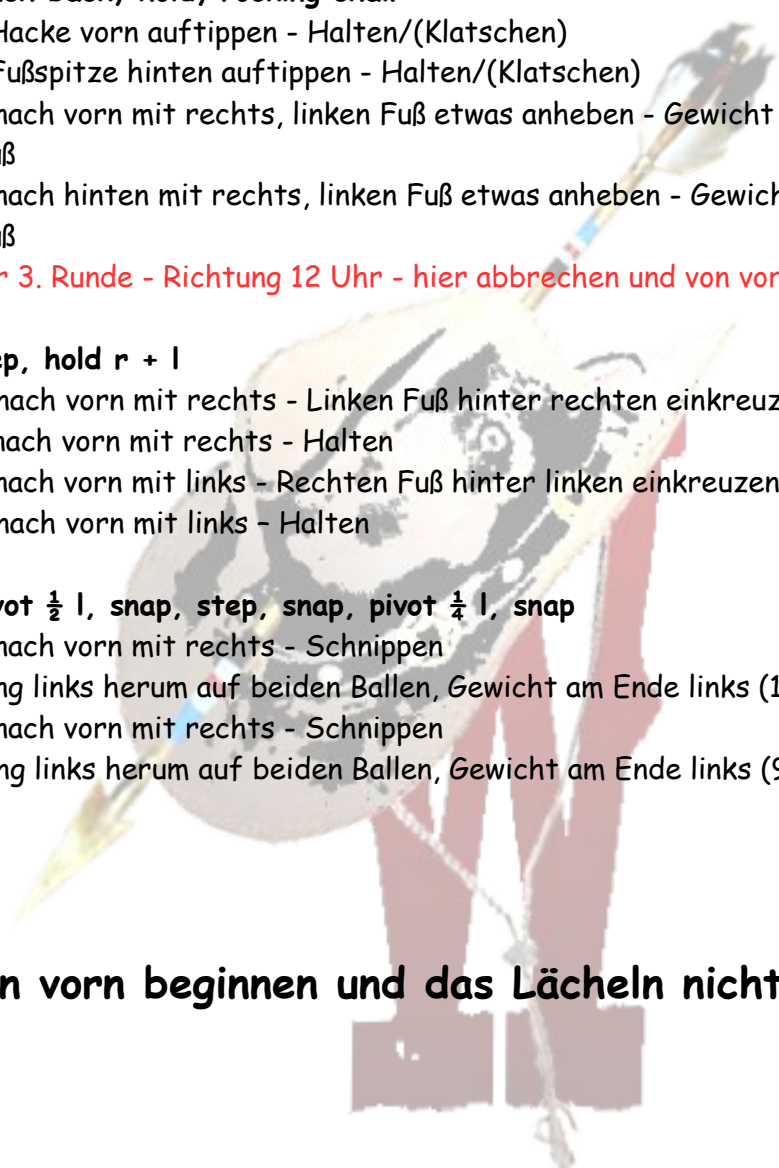 back, hold, rocking chair
Hacke vorn auftippen - Halten/(Klatschen)
Fußspitze hinten auftippen - Halten/(Klatschen)
nach vorn mit rechts, linken Fuß etwas anheben - Gewicht
ß
nach hinten mit rechts, linken Fuß etwas anheben - Gewich
ß
r 3. Runde - Richtung 12 Uhr - hier abbrechen und von vor
ep, hold r + l
nach vorn mit rechts - Linken Fuß hinter rechten einkreuz
nach vorn mit rechts - Halten
nach vorn mit links - Rechten Fuß hinter linken einkreuzen
nach vorn mit links – Halten
vot ½ l, snap, step, snap, pivot ¼ l, snap
nach vorn mit rechts - Schnippen
ng links herum auf beiden Ballen, Gewicht am Ende links (1
nach vorn mit rechts - Schnippen
ng links herum auf beiden Ballen, Gewicht am Ende links (9
n vorn beginnen und das Lächeln nicht